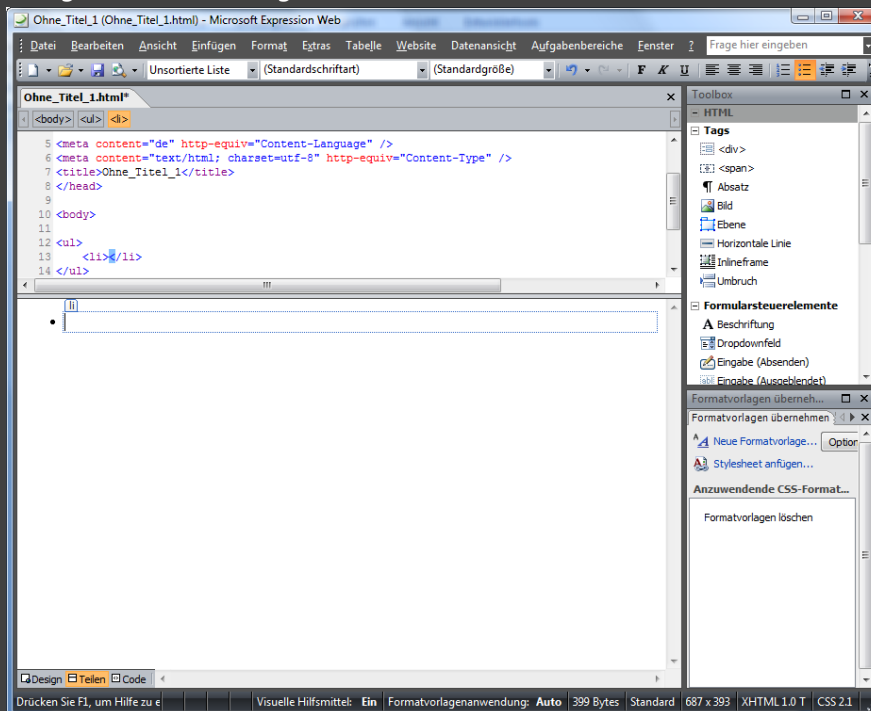 Ohne_Titel_1 (Ohne_Titel_1.html) - Microsoft Expression Web
Datei Bearbeiten Ansicht Einfügen Format Extras Tabelle Website Datenansicht Aufgabenbereiche Fenster ? Frage hier eingeben
Unsortierte Liste (Standardschriftart) (Standardgröße) F K U
Ohne_Titel_1.html*
<body> <ul> <li>
5 <meta content="de" http-equiv="Content-Language" />
6 <meta content="text/html; charset=utf-8" http-equiv="Content-Type" />
7 <title>Ohne_Titel_1</title>
8 </head>
9
10 <body>
11
12 <ul>
13 <li></li>
14 </ul>
li
Design Teilen Code
Toolbox
HTML
Tags
<div>
<span>
Absatz
Bild
Ebene
Horizontale Linie
Inlineframe
Umbruch
Formularsteuerelemente
Beschriftung
Dropdownfeld
Eingabe (Absenden)
Eingabe (Ausgeblendet)
Formatvorlagen überneh...
Formatvorlagen übernehmen
Neue Formatvorlage... Option
Stylesheet anfügen...
Anzuwendende CSS-Format...
Formatvorlagen löschen
Drücken Sie F1, um Hilfe zu e Visuelle Hilfsmittel: Ein Formatvorlagenanwendung: Auto 399 Bytes Standard 687 x 393 XHTML 1.0 T CSS 2.1